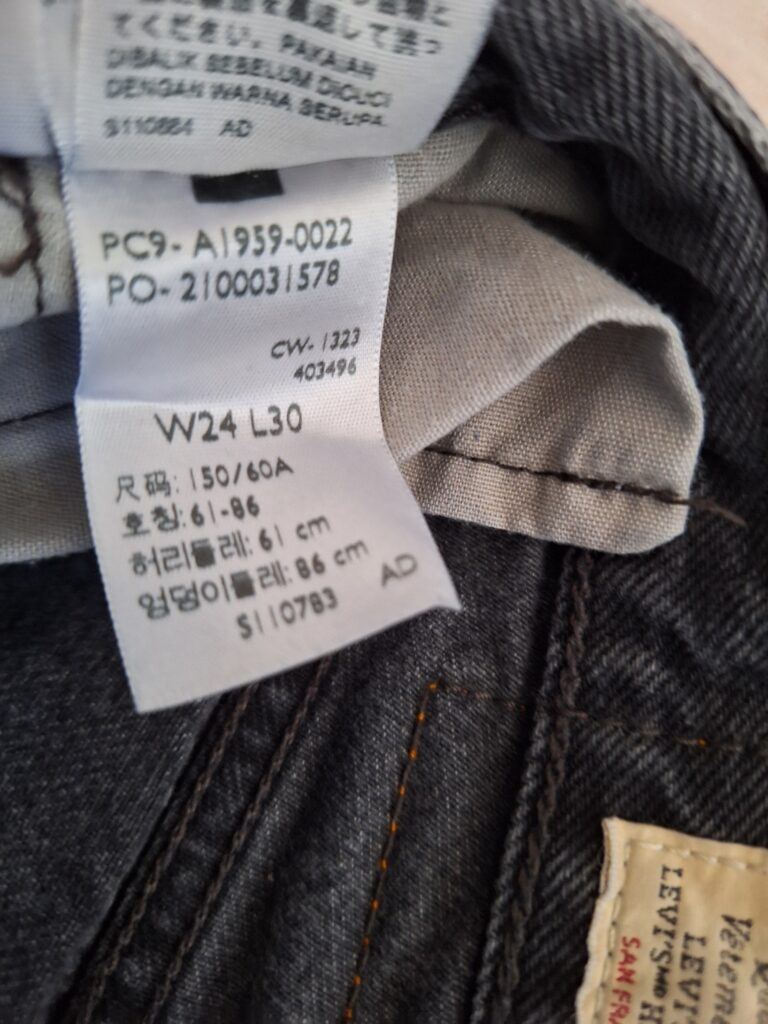 てください。PAKAIAN
DIBALIK SEBELUM DICUCI
DENGAN WARNA SERUPA.
S110884 AD
PC9- A1959-0022
PO- 2100031578
CW- 1323
403496
W24 L30
尺码: 150/60A
호칭: 61-86
허리둘레: 61 cm
엉덩이둘레: 86 cm
S110783 AD
LEVI'S
SAN